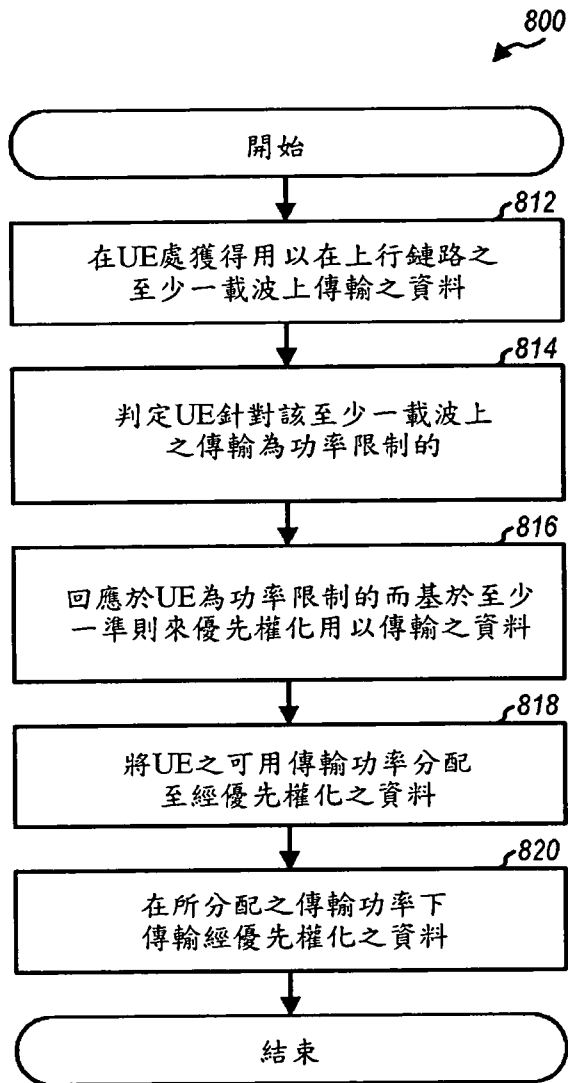 800
開始
812
在UE處獲得用以在上行鏈路之
至少一載波上傳輸之資料
814
判定UE針對該至少一載波上
之傳輸為功率限制的
816
回應於UE為功率限制的而基於至少
一準則來優先權化用以傳輸之資料
818
將UE之可用傳輸功率分配
至經優先權化之資料
820
在所分配之傳輸功率下
傳輸經優先權化之資料
結束